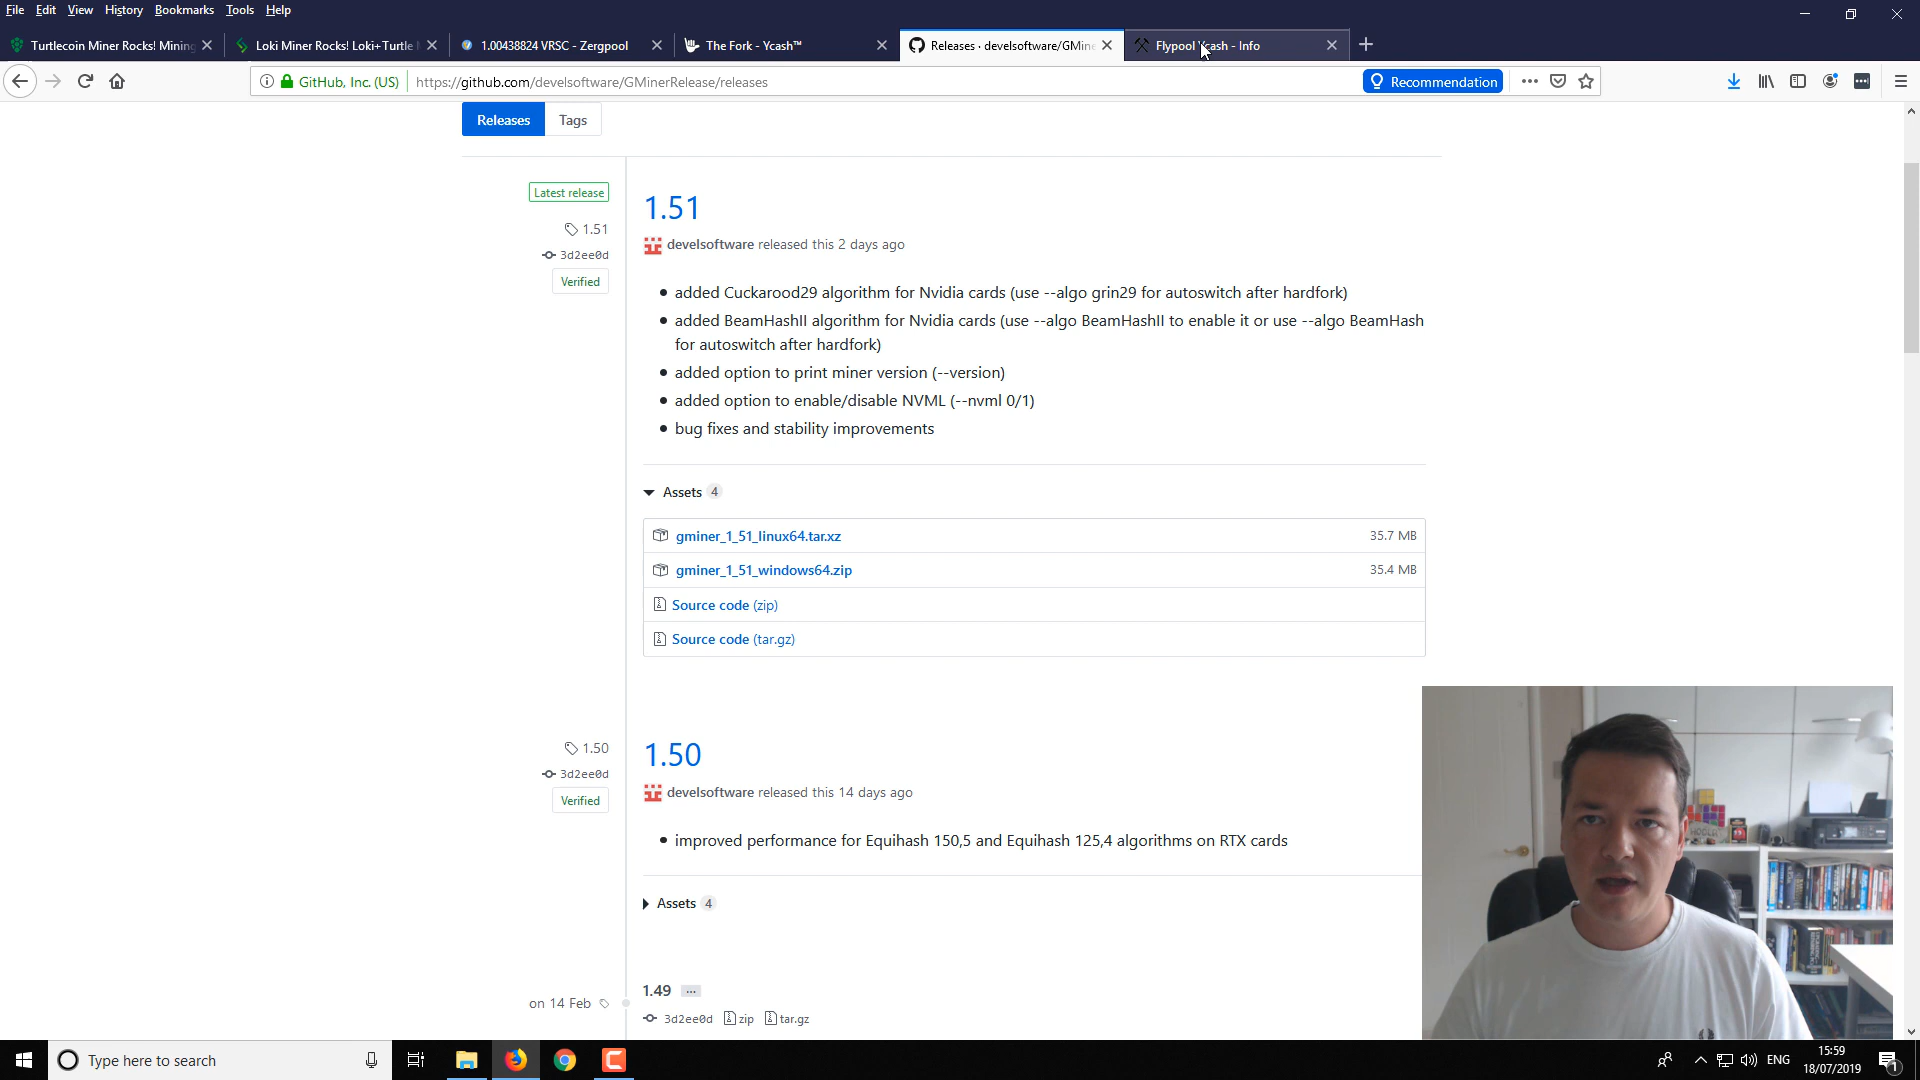 File Edit View History Bookmarks Tools Help
Turtlecoin Miner Rocks! Mining
Loki Miner Rocks! Loki+Turtle
1.00438824 VRSC - Zergpool
The Fork - Ycash™
Releases · develsoftware/GMine
Flypool Ycash - Info
GitHub, Inc. (US)
https://github.com/develsoftware/GMinerRelease/releases
Recommendation
Releases
Tags
Latest release
1.51
3d2ee0d
Verified
1.51
develsoftware released this 2 days ago
added Cuckarood29 algorithm for Nvidia cards (use --algo grin29 for autoswitch after hardfork)
added BeamHashII algorithm for Nvidia cards (use --algo BeamHashII to enable it or use --algo BeamHash
for autoswitch after hardfork)
added option to print miner version (--version)
added option to enable/disable NVML (--nvml 0/1)
bug fixes and stability improvements
Assets 4
gminer_1_51_linux64.tar.xz 35.7 MB
gminer_1_51_windows64.zip 35.4 MB
Source code (zip)
Source code (tar.gz)
1.50
3d2ee0d
Verified
1.50
develsoftware released this 14 days ago
improved performance for Equihash 150,5 and Equihash 125,4 algorithms on RTX cards
Assets 4
on 14 Feb
1.49 ...
3d2ee0d zip tar.gz
Type here to search
ENG
15:59
18/07/2019
1